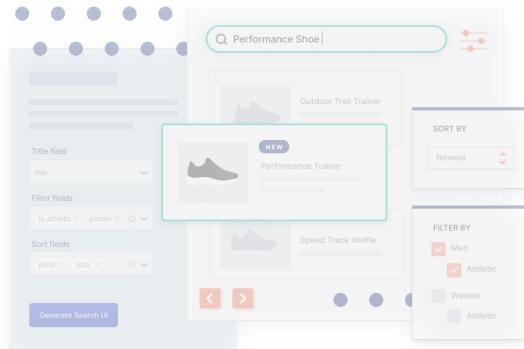 Performance Shoe
Outdoor Trail Trainer
SORT BY
Newest
NEW
Performance Trainer
Title field
title
Filter fields
is_athletic × gender ×
Sort fields
price × size ×
Speed Track Waffle
FILTER BY
Men
Athletic
Women
Athletic
Generate Search UI